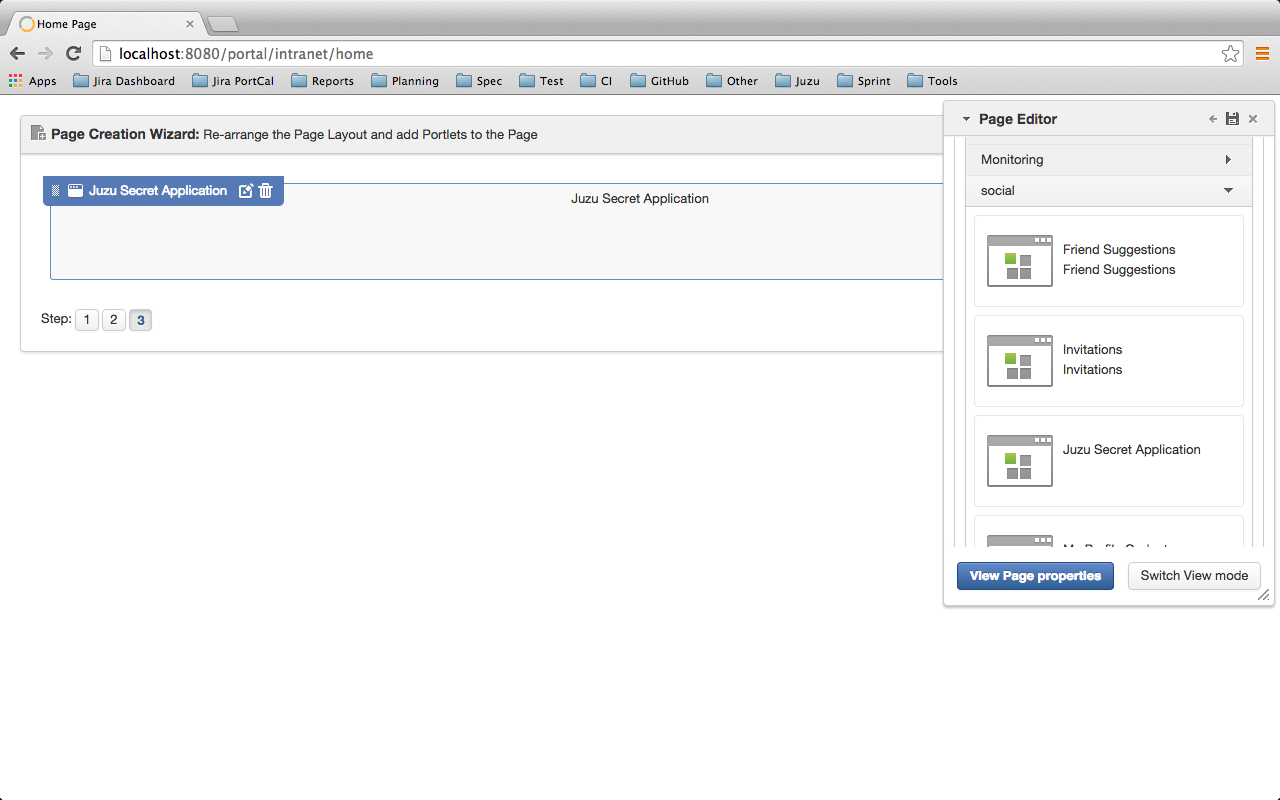 Home Page
localhost:8080/portal/intranet/home
Apps Jira Dashboard Jira PortCal Reports Planning Spec Test CI GitHub Other Juzu Sprint Tools
Page Creation Wizard: Re-arrange the Page Layout and add Portlets to the Page
Juzu Secret Application
Juzu Secret Application
Step: 1 2 3
Page Editor
Monitoring
social
Friend Suggestions
Friend Suggestions
Invitations
Invitations
Juzu Secret Application
View Page properties Switch View mode